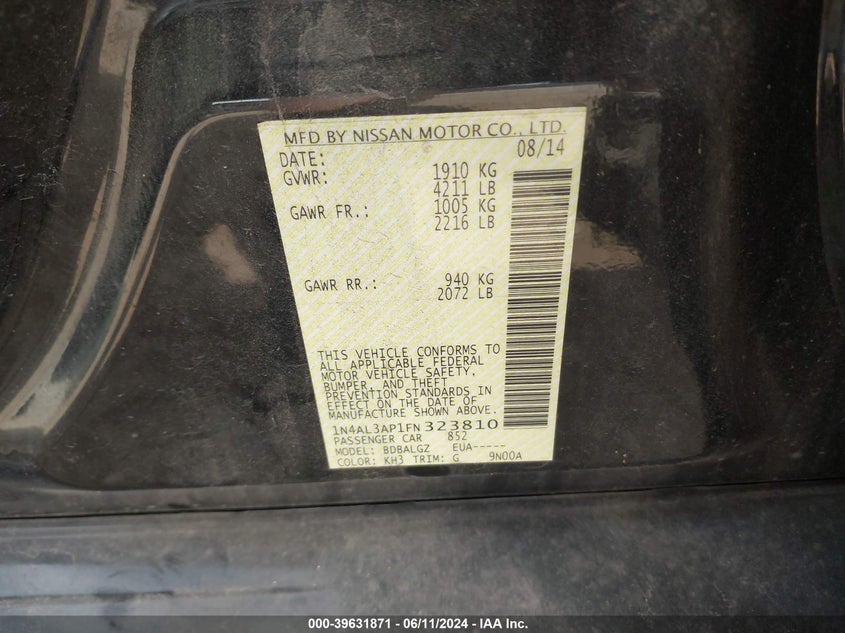 MFD BY NISSAN MOTOR CO., LTD.
DATE: 08/14
GVWR: 1910 KG
4211 LB
GAWR FR.: 1005 KG
2216 LB
GAWR RR.: 940 KG
2072 LB
THIS VEHICLE CONFORMS TO
ALL APPLICABLE FEDERAL
MOTOR VEHICLE SAFETY,
BUMPER, AND THEFT
PREVENTION STANDARDS IN
EFFECT ON THE DATE OF
MANUFACTURE SHOWN ABOVE.
1N4AL3AP1FN323810
PASSENGER CAR 852
MODEL: BDBALGZ EUA-----
COLOR: KH3 TRIM: G 9N00A
000-39631871 - 06/11/2024 - IAA Inc.